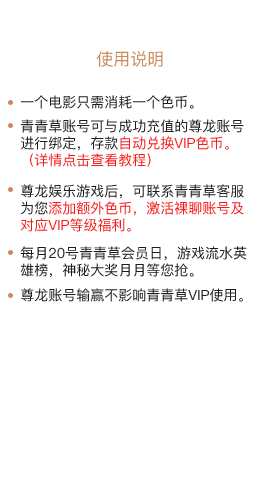 使用说明
一个电影只需消耗一个色币。
青青草账号可与成功充值的尊龙账号
进行绑定，存款自动兑换VIP色币。
（详情点击查看教程）
尊龙娱乐游戏后，可联系青青草客服
为您添加额外色币，激活裸聊账号及
对应VIP等级福利。
每月20号青青草会员日，游戏流水英
雄榜，神秘大奖月月等您抢。
尊龙账号输赢不影响青青草VIP使用。